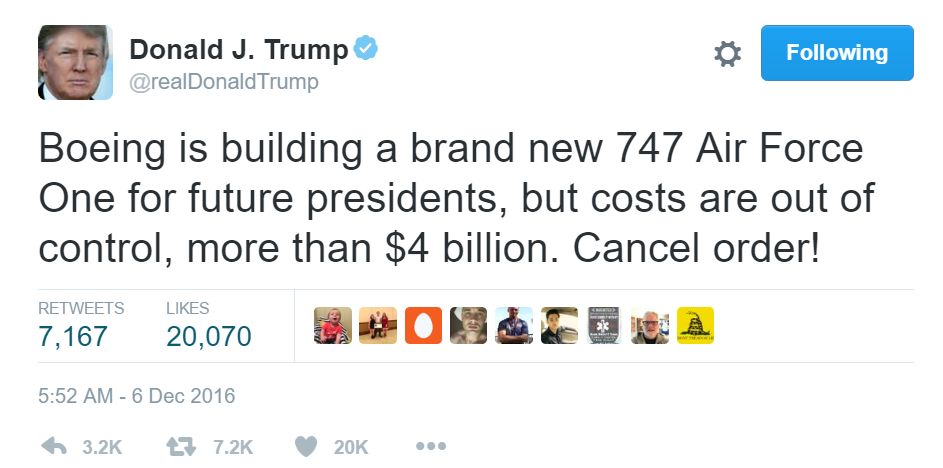 Donald J. Trump
@realDonaldTrump
Following
Boeing is building a brand new 747 Air Force
One for future presidents, but costs are out of
control, more than $4 billion. Cancel order!
RETWEETS LIKES
7,167 20,070
5:52 AM - 6 Dec 2016
3.2K 7.2K 20K